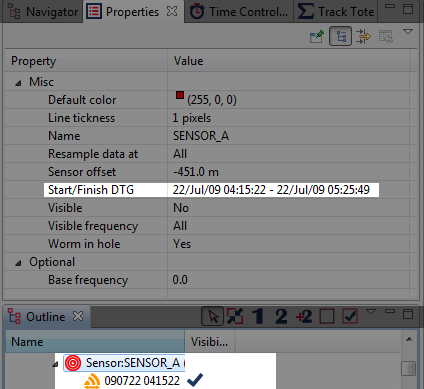 Navigator Properties Time Control... Track Tote
Property Value
Misc
Default color (255, 0, 0)
Line tickness 1 pixels
Name SENSOR_A
Resample data at All
Sensor offset -451.0 m
Start/Finish DTG 22/Jul/09 04:15:22 - 22/Jul/09 05:25:49
Visible No
Visible frequency All
Worm in hole Yes
Optional
Base frequency 0.0
Outline 1 2 +2
Name Visibi...
Sensor:SENSOR_A (
090722 041522